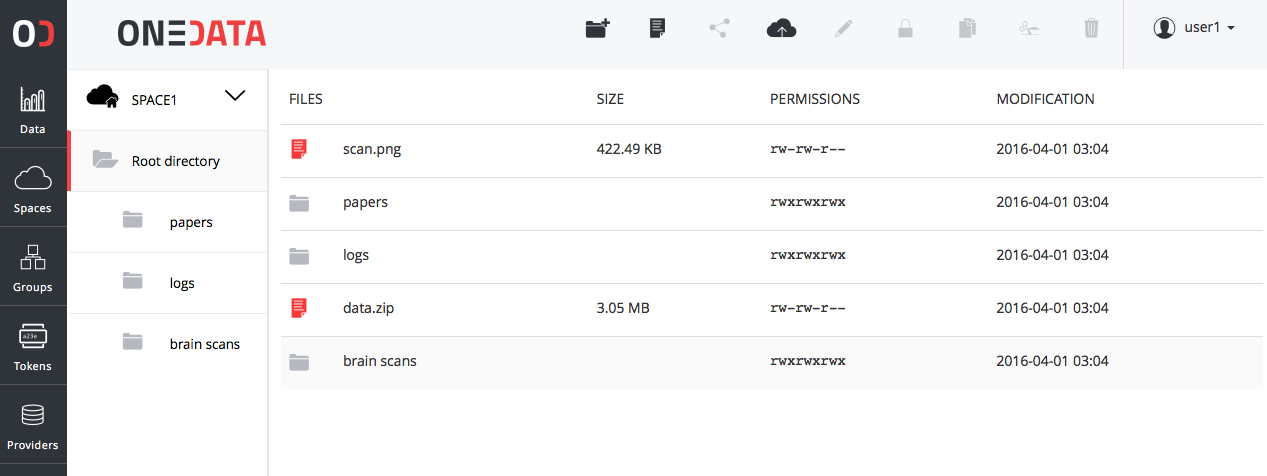 ONEDATA
user1
Data
Spaces
Groups
a23e
Tokens
Providers
SPACE1
Root directory
papers
logs
brain scans
FILES SIZE PERMISSIONS MODIFICATION
scan.png 422.49 KB rw-rw-r-- 2016-04-01 03:04
papers rwxrwxrwx 2016-04-01 03:04
logs rwxrwxrwx 2016-04-01 03:04
data.zip 3.05 MB rw-rw-r-- 2016-04-01 03:04
brain scans rwxrwxrwx 2016-04-01 03:04